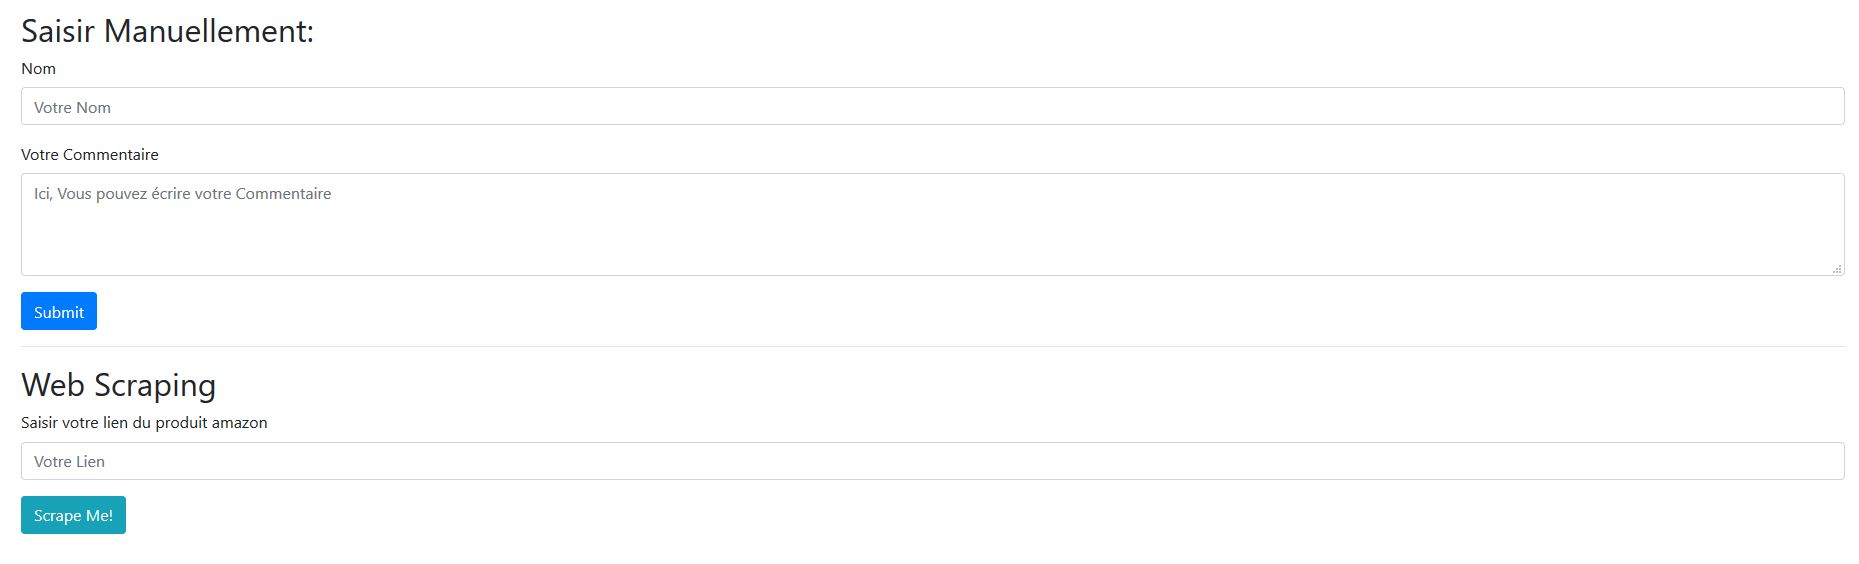 Saisir Manuellement:
Nom
Votre Nom
Votre Commentaire
Ici, Vous pouvez écrire votre Commentaire
Submit
Web Scraping
Saisir votre lien du produit amazon
Votre Lien
Scrape Me!